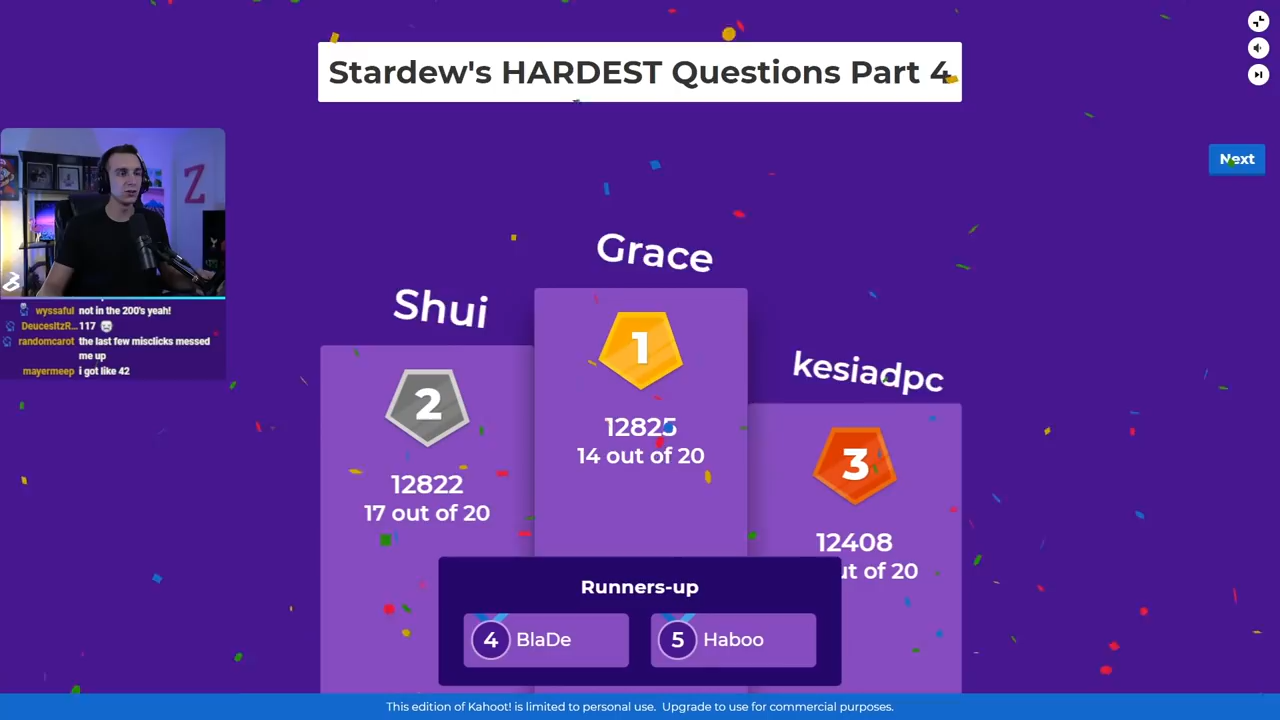 Stardew's HARDEST Questions Part 4
Next
Z
wyssaful not in the 200's yeah!
DeucesItzR... 117
randomcarot the last few misclicks messed
me up
mayermeep i got like 42
Grace
Shui
kesiadpc
1
12825
14 out of 20
2
12822
17 out of 20
3
12408
out of 20
Runners-up
4 BlaDe
5 Haboo
This edition of Kahoot! is limited to personal use. Upgrade to use for commercial purposes.